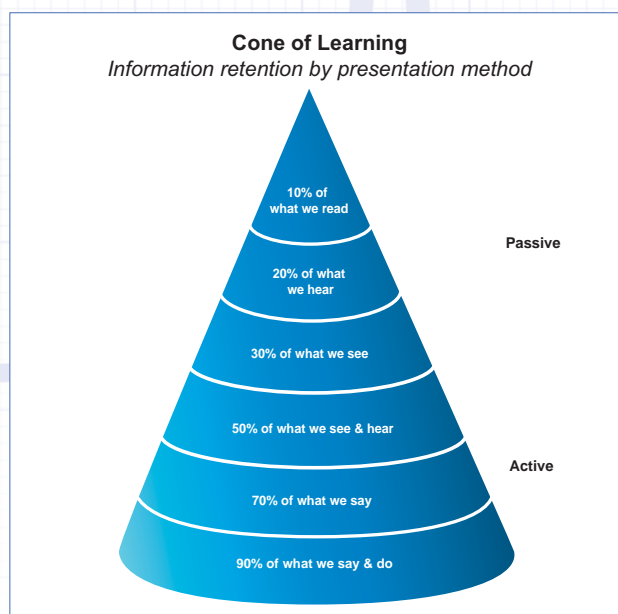 Cone of Learning
Information retention by presentation method
10% of
what we read
Passive
20% of what
we hear
30% of what we see
50% of what we see & hear
Active
70% of what we say
90% of what we say & do